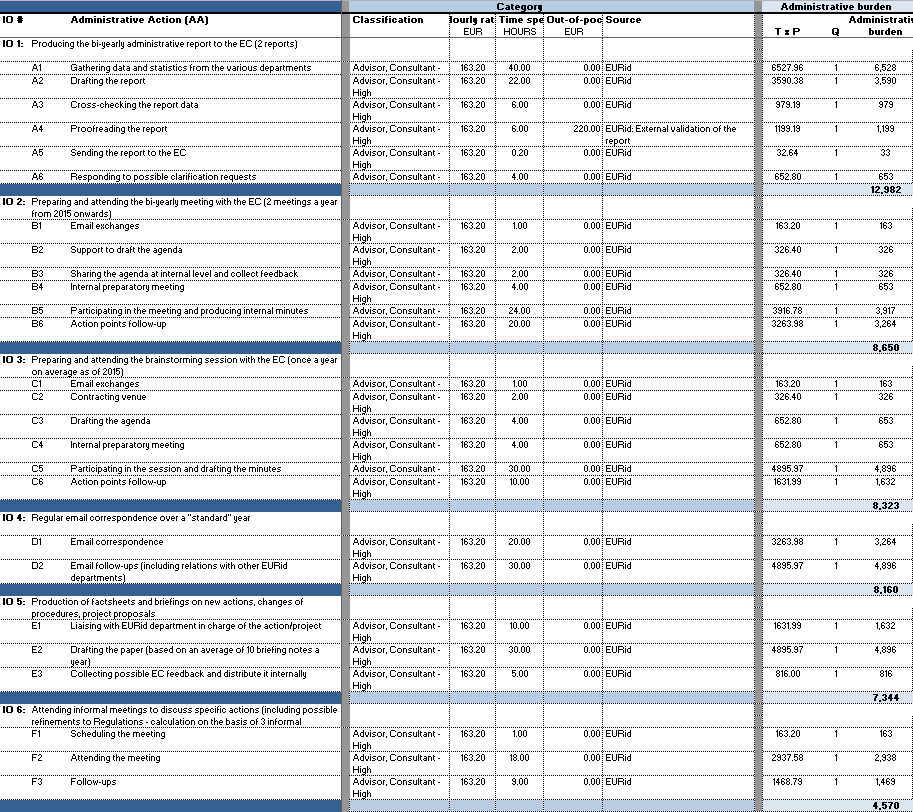 Category Administrative burden
IO # Administrative Action (AA) Classification lourly rat Time spe Out-of-poc Source Administrati
EUR HOURS EUR T x P Q burden
IO 1: Producing the bi-yearly administrative report to the EC (2 reports)
A1 Gathering data and statistics from the various departments Advisor, Consultant - 163.20 40.00 0.00 EURid 6527.96 1 6,528
A2 Drafting the report Advisor, Consultant - 163.20 22.00 0.00 EURid 3590.38 1 3,590
High
A3 Cross-checking the report data Advisor, Consultant - 163.20 6.00 0.00 EURid 979.19 1 979
High
A4 Proofreading the report Advisor, Consultant - 163.20 6.00 220.00 EURid: External validation of the 1199.19 1 1,199
High report
A5 Sending the report to the EC Advisor, Consultant - 163.20 0.20 0.00 EURid 32.64 1 33
High
A6 Responding to possible clarification requests Advisor, Consultant - 163.20 4.00 0.00 EURid 652.80 1 653
12,982
IO 2: Preparing and attending the bi-yearly meeting with the EC (2 meetings a year
from 2015 onwards)
B1 Email exchanges Advisor, Consultant - 163.20 1.00 0.00 EURid 163.20 1 163
High
B2 Support to draft the agenda Advisor, Consultant - 163.20 2.00 0.00 EURid 326.40 1 326
High
B3 Sharing the agenda at internal level and collect feedback Advisor, Consultant - 163.20 2.00 0.00 EURid 326.40 1 326
B4 Internal preparatory meeting Advisor, Consultant - 163.20 4.00 0.00 EURid 652.80 1 653
High
B5 Participating in the meeting and producing internal minutes Advisor, Consultant - 163.20 24.00 0.00 EURid 3916.78 1 3,917
B6 Action points follow-up Advisor, Consultant - 163.20 20.00 0.00 EURid 3263.98 1 3,264
High
8,650
IO 3: Preparing and attending the brainstorming session with the EC (once a year
on average as of 2015)
C1 Email exchanges Advisor, Consultant - 163.20 1.00 0.00 EURid 163.20 1 163
C2 Contracting venue Advisor, Consultant - 163.20 2.00 0.00 EURid 326.40 1 326
High
C3 Drafting the agenda Advisor, Consultant - 163.20 4.00 0.00 EURid 652.80 1 653
High
C4 Internal preparatory meeting Advisor, Consultant - 163.20 4.00 0.00 EURid 652.80 1 653
High
C5 Participating in the session and drafting the minutes Advisor, Consultant - 163.20 30.00 0.00 EURid 4895.97 1 4,896
C6 Action points follow-up Advisor, Consultant - 163.20 10.00 0.00 EURid 1631.99 1 1,632
High
8,323
IO 4: Regular email correspondence over a "standard" year
D1 Email correspondence Advisor, Consultant - 163.20 20.00 0.00 EURid 3263.98 1 3,264
High
D2 Email follow-ups (including relations with other EURid Advisor, Consultant - 163.20 30.00 0.00 EURid 4895.97 1 4,896
departments) High
8,160
IO 5: Production of factsheets and briefings on new actions, changes of
procedures, project proposals
E1 Liaising with EURid department in charge of the action/project Advisor, Consultant - 163.20 10.00 0.00 EURid 1631.99 1 1,632
High
E2 Drafting the paper (based on an average of 10 briefing notes a Advisor, Consultant - 163.20 30.00 0.00 EURid 4895.97 1 4,896
year) High
E3 Collecting possible EC feedback and distribute it internally Advisor, Consultant - 163.20 5.00 0.00 EURid 816.00 1 816
High
7,344
IO 6: Attending informal meetings to discuss specific actions (including possible
refinements to Regulations - calculation on the basis of 3 informal
F1 Scheduling the meeting Advisor, Consultant - 163.20 1.00 0.00 EURid 163.20 1 163
High
F2 Attending the meeting Advisor, Consultant - 163.20 18.00 0.00 EURid 2937.58 1 2,938
High
F3 Follow-ups Advisor, Consultant - 163.20 9.00 0.00 EURid 1468.79 1 1,469
High
4,570